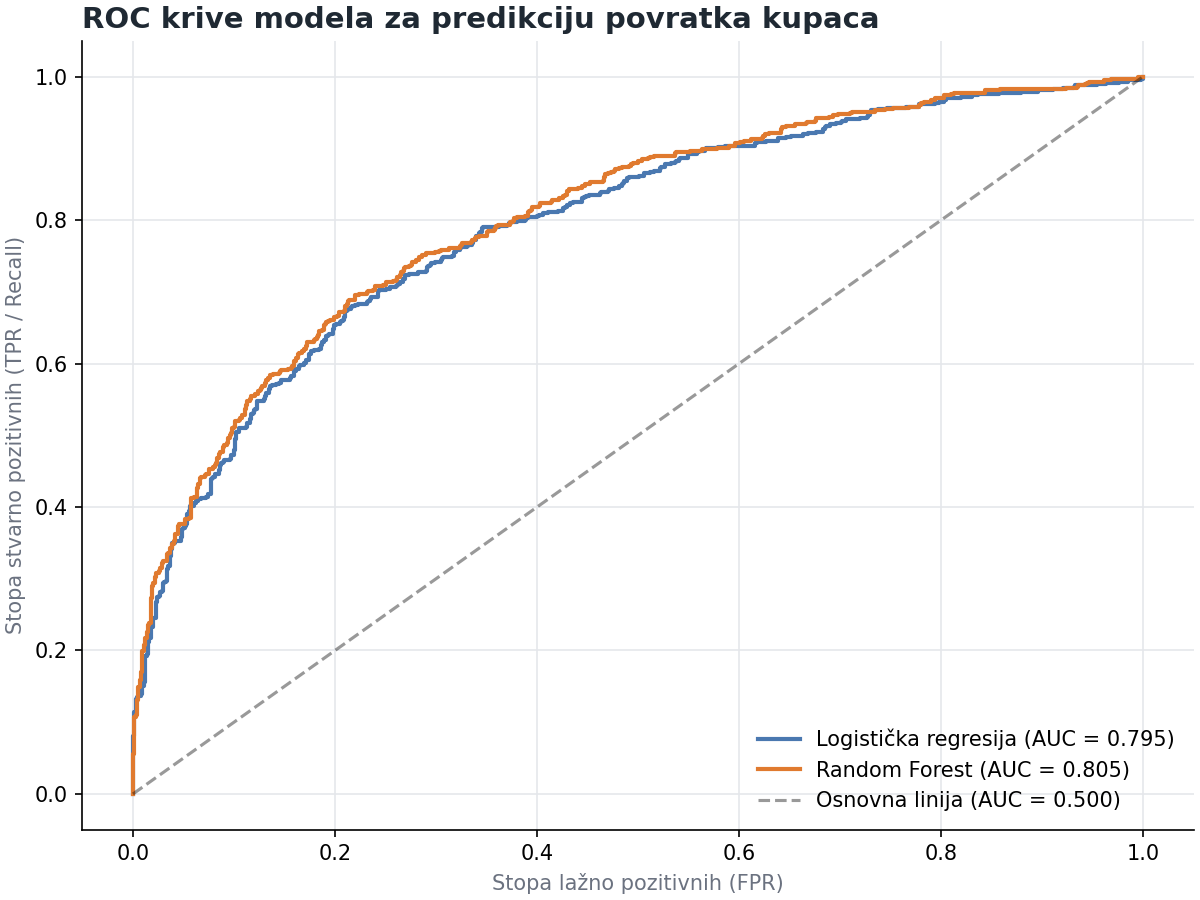 ROC krive modela za predikciju povratka kupaca
Stopa stvarno pozitivnih (TPR / Recall)
1.0
0.8
0.6
0.4
0.2
0.0
Logistička regresija (AUC = 0.795)
Random Forest (AUC = 0.805)
Osnovna linija (AUC = 0.500)
0.0 0.2 0.4 0.6 0.8 1.0
Stopa lažno pozitivnih (FPR)